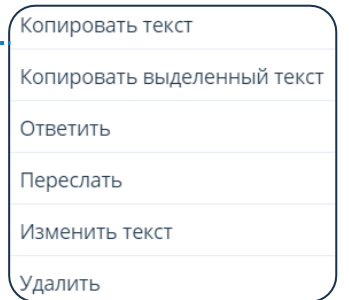 Копировать текст
Копировать выделенный текст
Ответить
Переслать
Изменить текст
Удалить